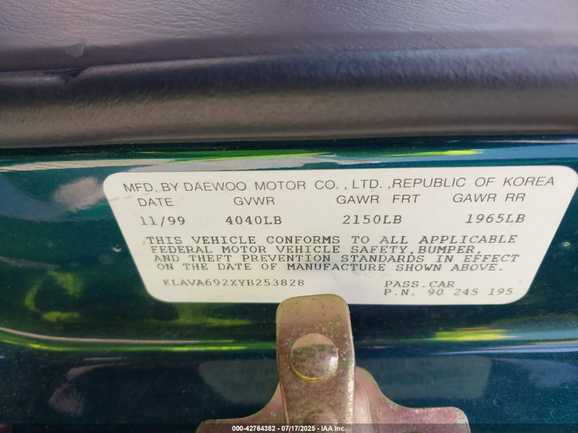 MFD. BY DAEWOO MOTOR CO., LTD., REPUBLIC OF KOREA
DATE GVWR GAWR FRT GAWR RR
11/99 4040LB 2150LB 1965LB
THIS VEHICLE CONFORMS TO ALL APPLICABLE
FEDERAL MOTOR VEHICLE SAFETY, BUMPER,
AND THEFT PREVENTION STANDARDS IN EFFECT
ON THE DATE OF MANUFACTURE SHOWN ABOVE.
KLAVA692XYB253828 PASS. CAR
P.N. 90 245 195
000-42764382 | 07/17/2025 - IAA Inc.